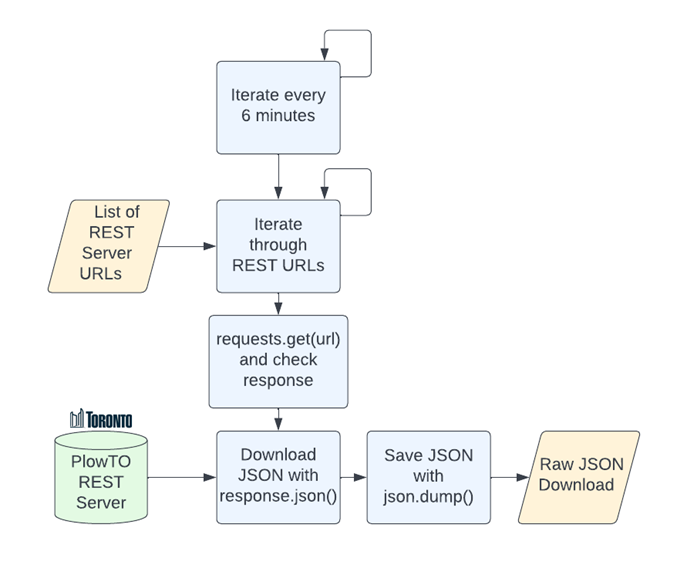 Iterate every
6 minutes
List of
REST
Server
URLs
Iterate
through
REST URLs
requests.get(url)
and check
response
TORONTO
PlowTO
REST
Server
Download
JSON with
response.json()
Save JSON
with
json.dump()
Raw JSON
Download